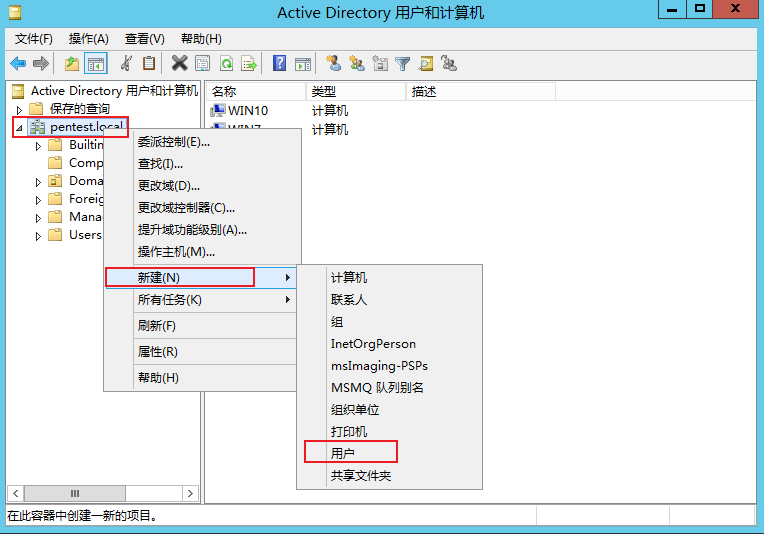 Active Directory 用户和计算机
文件(F) 操作(A) 查看(V) 帮助(H)
Active Directory 用户和计算机
保存的查询
pentest.local
Builtin
Comp
Doma
Foreig
Mana
Users
名称 类型 描述
WIN10 计算机
WIN7 计算机
委派控制(E)...
查找(I)...
更改域(D)...
更改域控制器(C)...
提升域功能级别(A)...
操作主机(M)...
新建(N)
所有任务(K)
刷新(F)
属性(R)
帮助(H)
计算机
联系人
组
InetOrgPerson
msImaging-PSPs
MSMQ 队列别名
组织单位
打印机
用户
共享文件夹
在此容器中创建一新的项目。